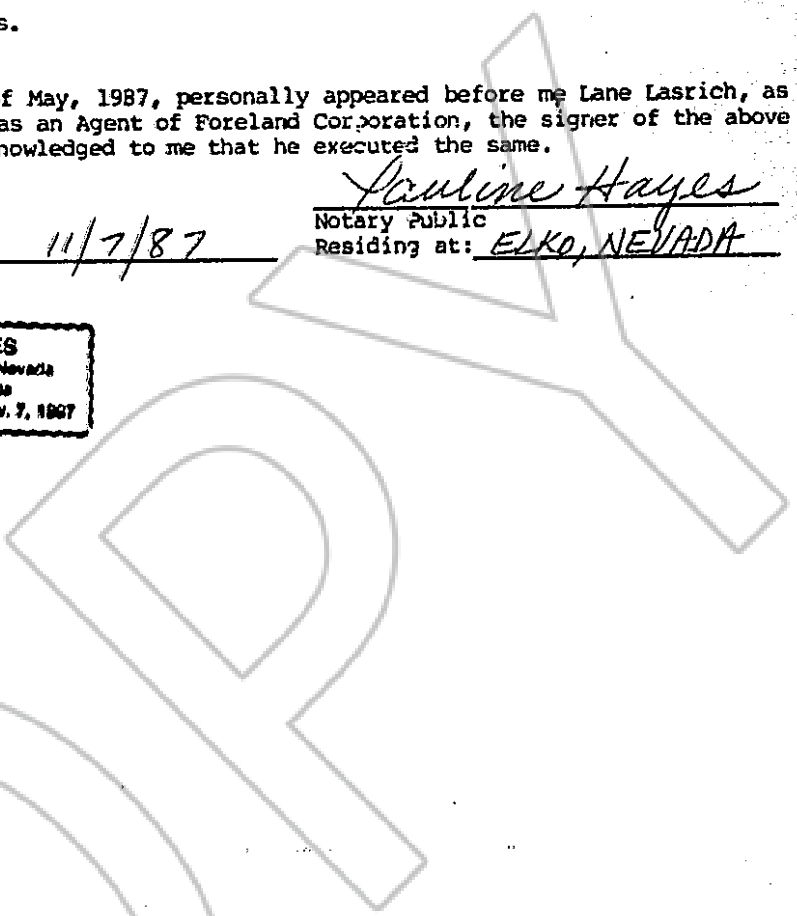 s.
f May, 1987, personally appeared before me Lane Lasrich, as
as an Agent of Foreland Corporation, the signer of the above
nowledged to me that he executed the same.
Pauline Hayes
Notary Public
11/7/87 Residing at: ELKO, NEVADA
ES
Nevada
v. 7, 1987
PY